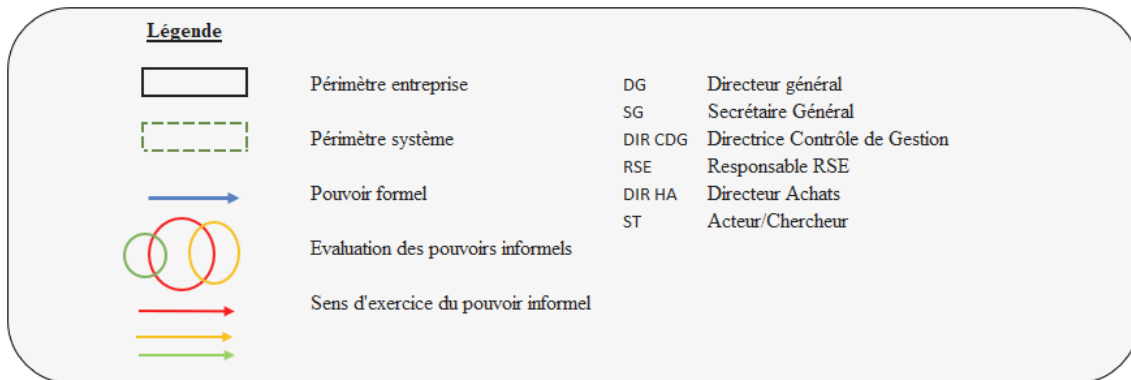 Légende
Périmètre entreprise
Périmètre système
Pouvoir formel
Evaluation des pouvoirs informels
Sens d'exercice du pouvoir informel
DG Directeur général
SG Secrétaire Général
DIR CDG Directrice Contrôle de Gestion
RSE Responsable RSE
DIR HA Directeur Achats
ST Acteur/Chercheur